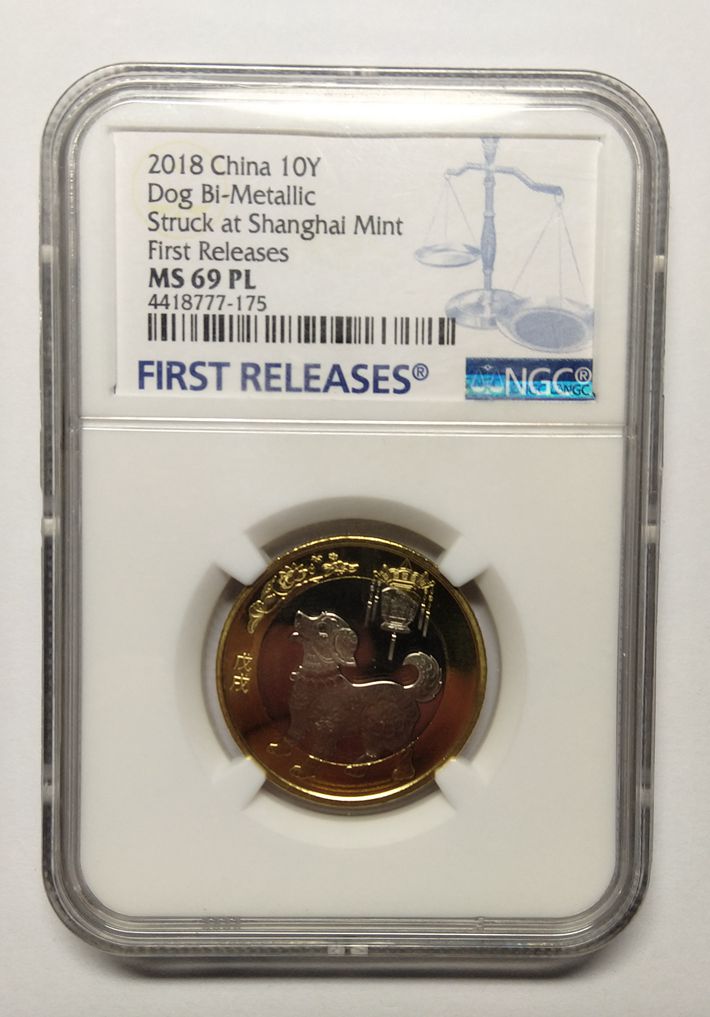 2018 China 10Y
Dog Bi-Metallic
Struck at Shanghai Mint
First Releases
MS 69 PL
4418777-175
FIRST RELEASES®
NGC®
戊戌